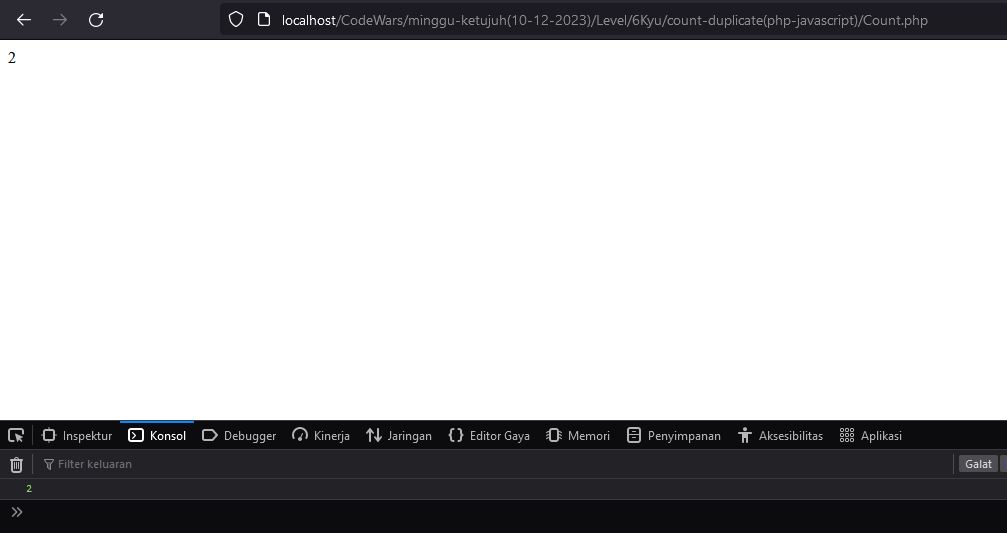 localhost/CodeWars/minggu-ketujuh(10-12-2023)/Level/6Kyu/count-duplicate(php-javascript)/Count.php
2
Inspektur Konsol Debugger Kinerja Jaringan Editor Gaya Memori Penyimpanan Aksesibilitas Aplikasi
Filter keluaran Galat
2